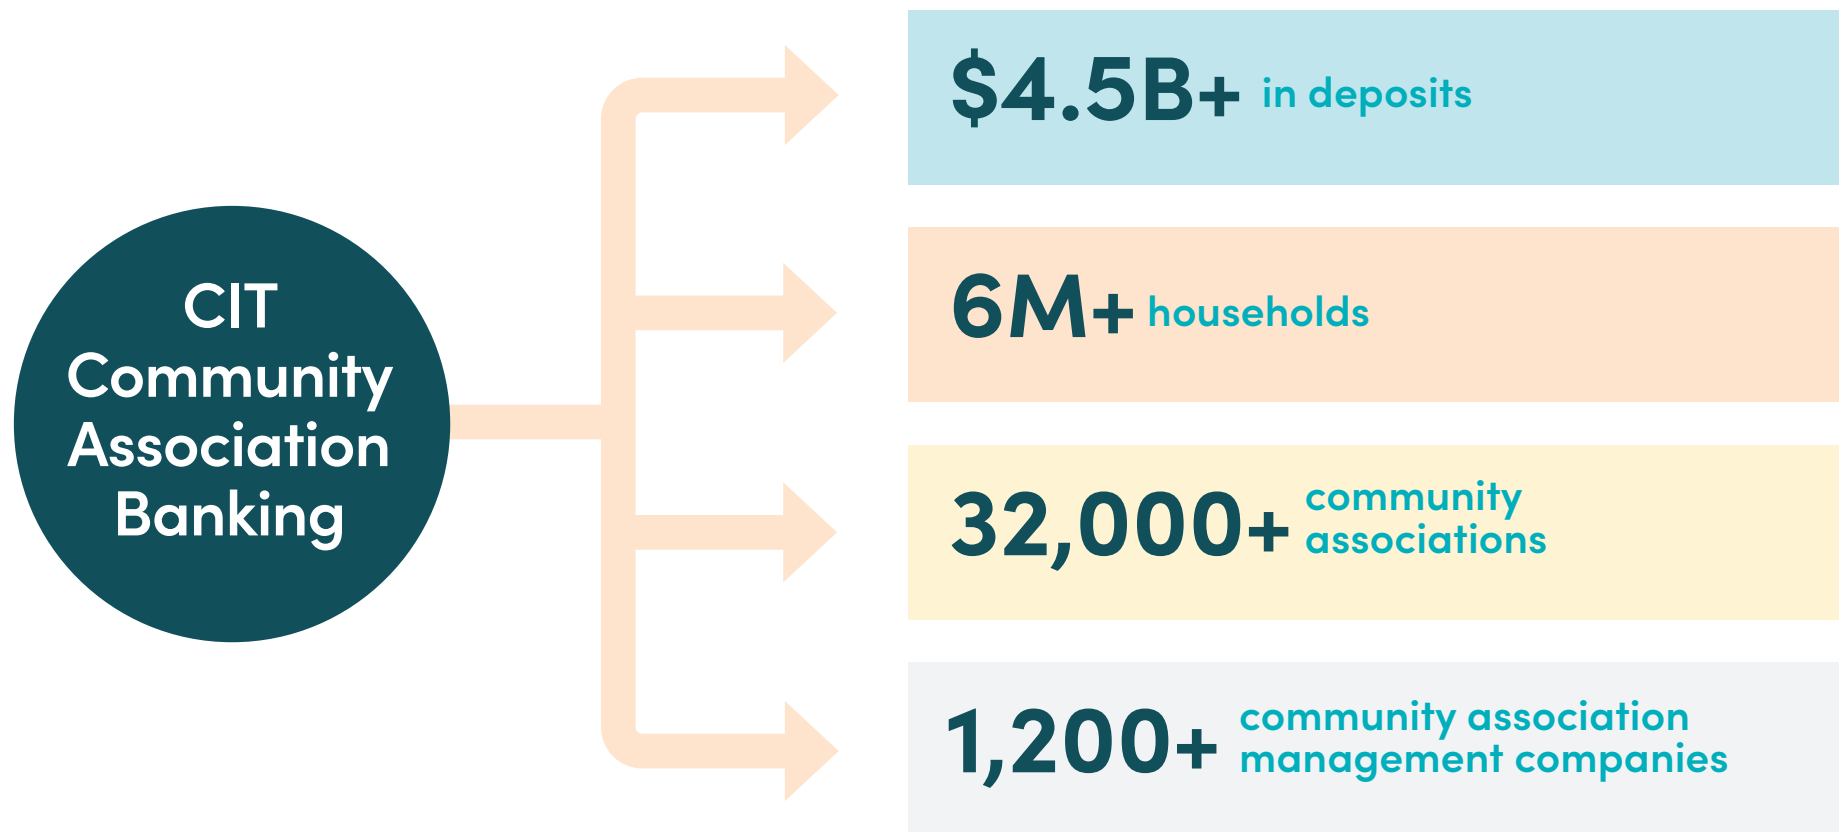 CIT
Community
Association
Banking
$4.5B+ in deposits
6M+ households
32,000+ community
associations
1,200+ community association
management companies